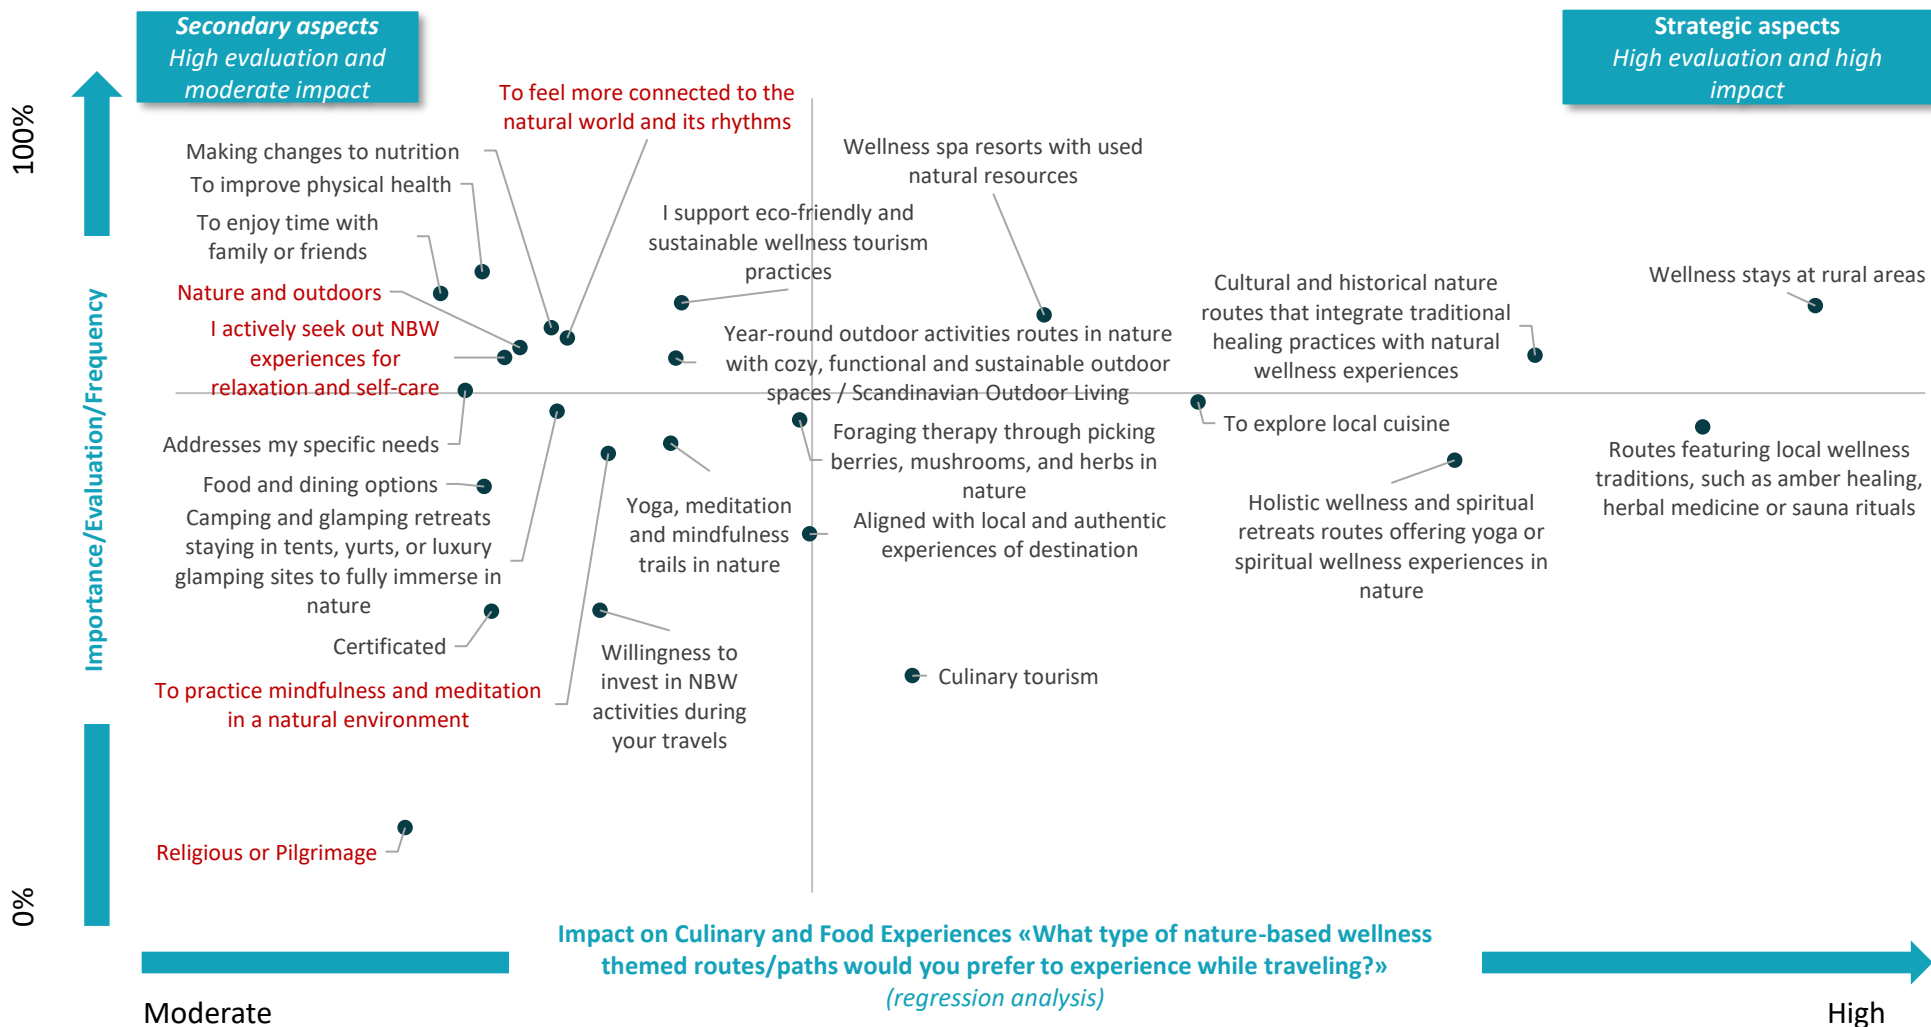 Secondary aspects
High evaluation and
moderate impact
Strategic aspects
High evaluation and high
impact
100%
Importance/Evaluation/Frequency
0%
To feel more connected to the
natural world and its rhythms
Making changes to nutrition
To improve physical health
To enjoy time with
family or friends
Nature and outdoors
I actively seek out NBW
experiences for
relaxation and self-care
I support eco-friendly and
sustainable wellness tourism
practices
Wellness spa resorts with used
natural resources
Year-round outdoor activities routes in nature
with cozy, functional and sustainable outdoor
spaces / Scandinavian Outdoor Living
Cultural and historical nature
routes that integrate traditional
healing practices with natural
wellness experiences
Wellness stays at rural areas
Addresses my specific needs
Food and dining options
Camping and glamping retreats
staying in tents, yurts, or luxury
glamping sites to fully immerse in
nature
Certificated
To practice mindfulness and meditation
in a natural environment
Yoga, meditation
and mindfulness
trails in nature
Willingness to
invest in NBW
activities during
your travels
Foraging therapy through picking
berries, mushrooms, and herbs in
nature
Aligned with local and authentic
experiences of destination
To explore local cuisine
Holistic wellness and spiritual
retreats routes offering yoga or
spiritual wellness experiences in
nature
Routes featuring local wellness
traditions, such as amber healing,
herbal medicine or sauna rituals
Culinary tourism
Religious or Pilgrimage
Impact on Culinary and Food Experiences «What type of nature-based wellness
themed routes/paths would you prefer to experience while traveling?»
(regression analysis)
Moderate
High